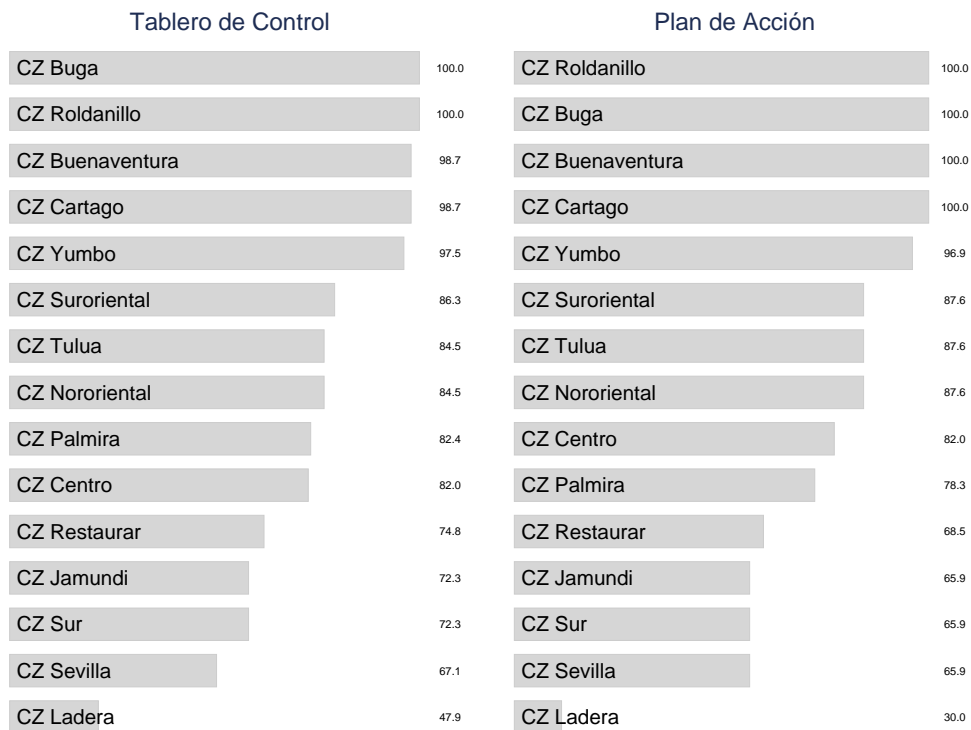 Tablero de Control
CZ Buga 100.0
CZ Roldanillo 100.0
CZ Buenaventura 98.7
CZ Cartago 98.7
CZ Yumbo 97.5
CZ Suroriental 86.3
CZ Tulua 84.5
CZ Nororiental 84.5
CZ Palmira 82.4
CZ Centro 82.0
CZ Restaurar 74.8
CZ Jamundi 72.3
CZ Sur 72.3
CZ Sevilla 67.1
CZ Ladera 47.9
Plan de Acción
CZ Roldanillo 100.0
CZ Buga 100.0
CZ Buenaventura 100.0
CZ Cartago 100.0
CZ Yumbo 96.9
CZ Suroriental 87.6
CZ Tulua 87.6
CZ Nororiental 87.6
CZ Centro 82.0
CZ Palmira 78.3
CZ Restaurar 68.5
CZ Jamundi 65.9
CZ Sur 65.9
CZ Sevilla 65.9
CZ Ladera 30.0